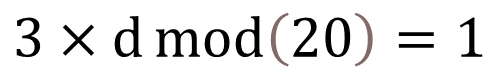 3 × d mod(20) = 1